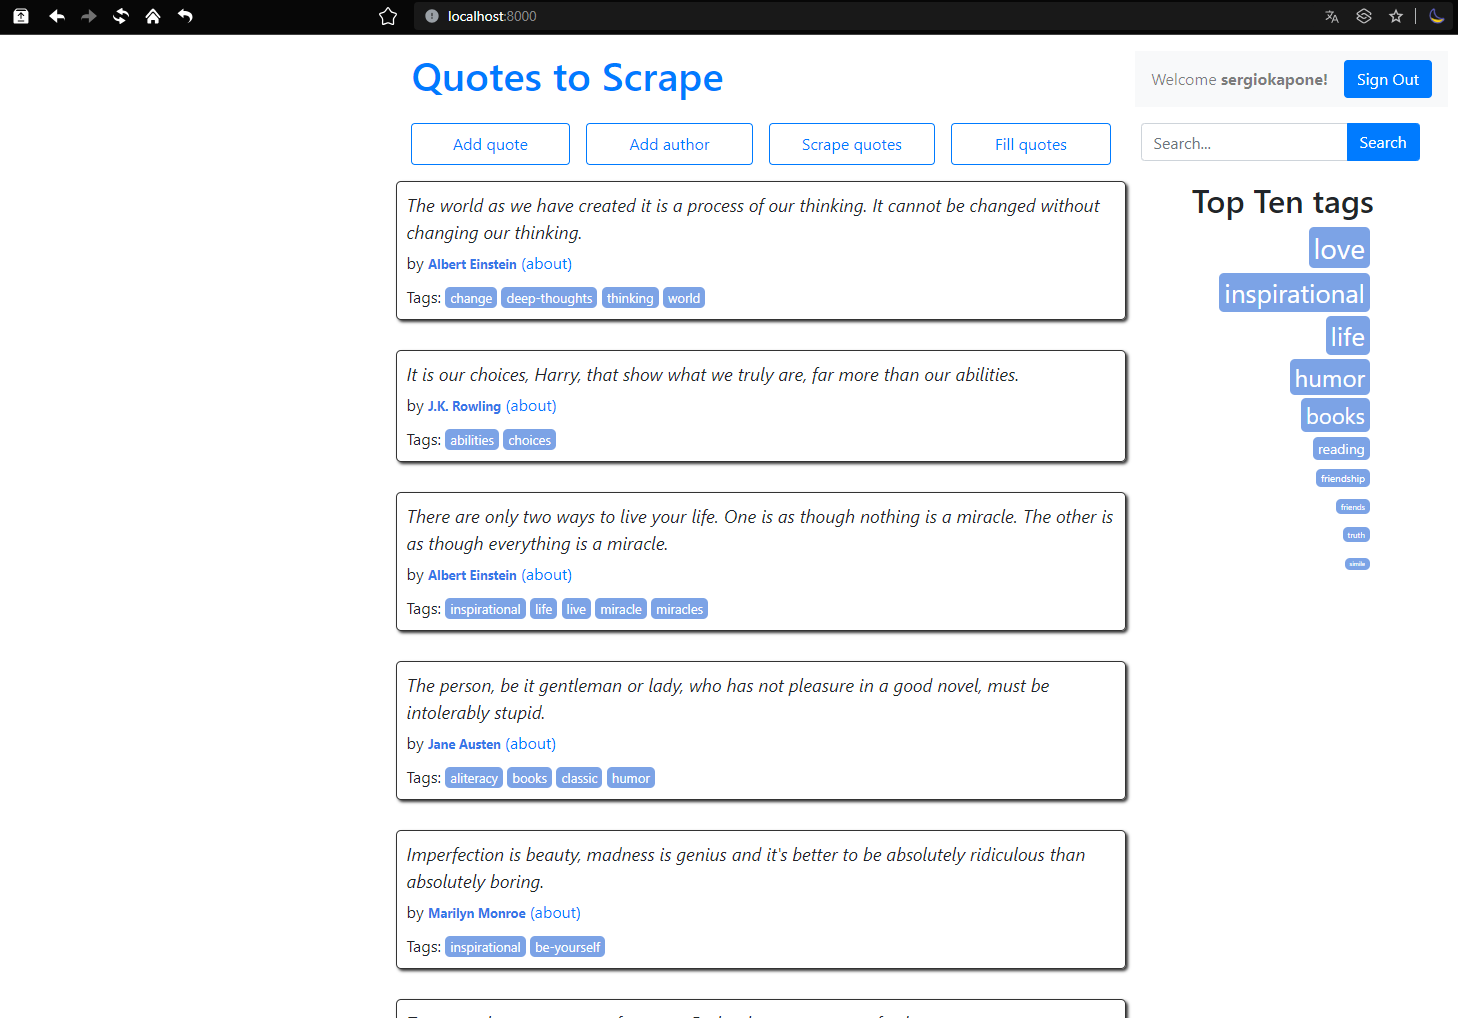 localhost:8000
Quotes to Scrape
Welcome sergiokapone!
Sign Out
Add quote
Add author
Scrape quotes
Fill quotes
Search...
Search
The world as we have created it is a process of our thinking. It cannot be changed without
changing our thinking.
by Albert Einstein (about)
Tags: change deep-thoughts thinking world
It is our choices, Harry, that show what we truly are, far more than our abilities.
by J.K. Rowling (about)
Tags: abilities choices
There are only two ways to live your life. One is as though nothing is a miracle. The other is
as though everything is a miracle.
by Albert Einstein (about)
Tags: inspirational life live miracle miracles
The person, be it gentleman or lady, who has not pleasure in a good novel, must be
intolerably stupid.
by Jane Austen (about)
Tags: aliteracy books classic humor
Imperfection is beauty, madness is genius and it's better to be absolutely ridiculous than
absolutely boring.
by Marilyn Monroe (about)
Tags: inspirational be-yourself
Top Ten tags
love
inspirational
life
humor
books
reading
friendship
friends
truth
simile